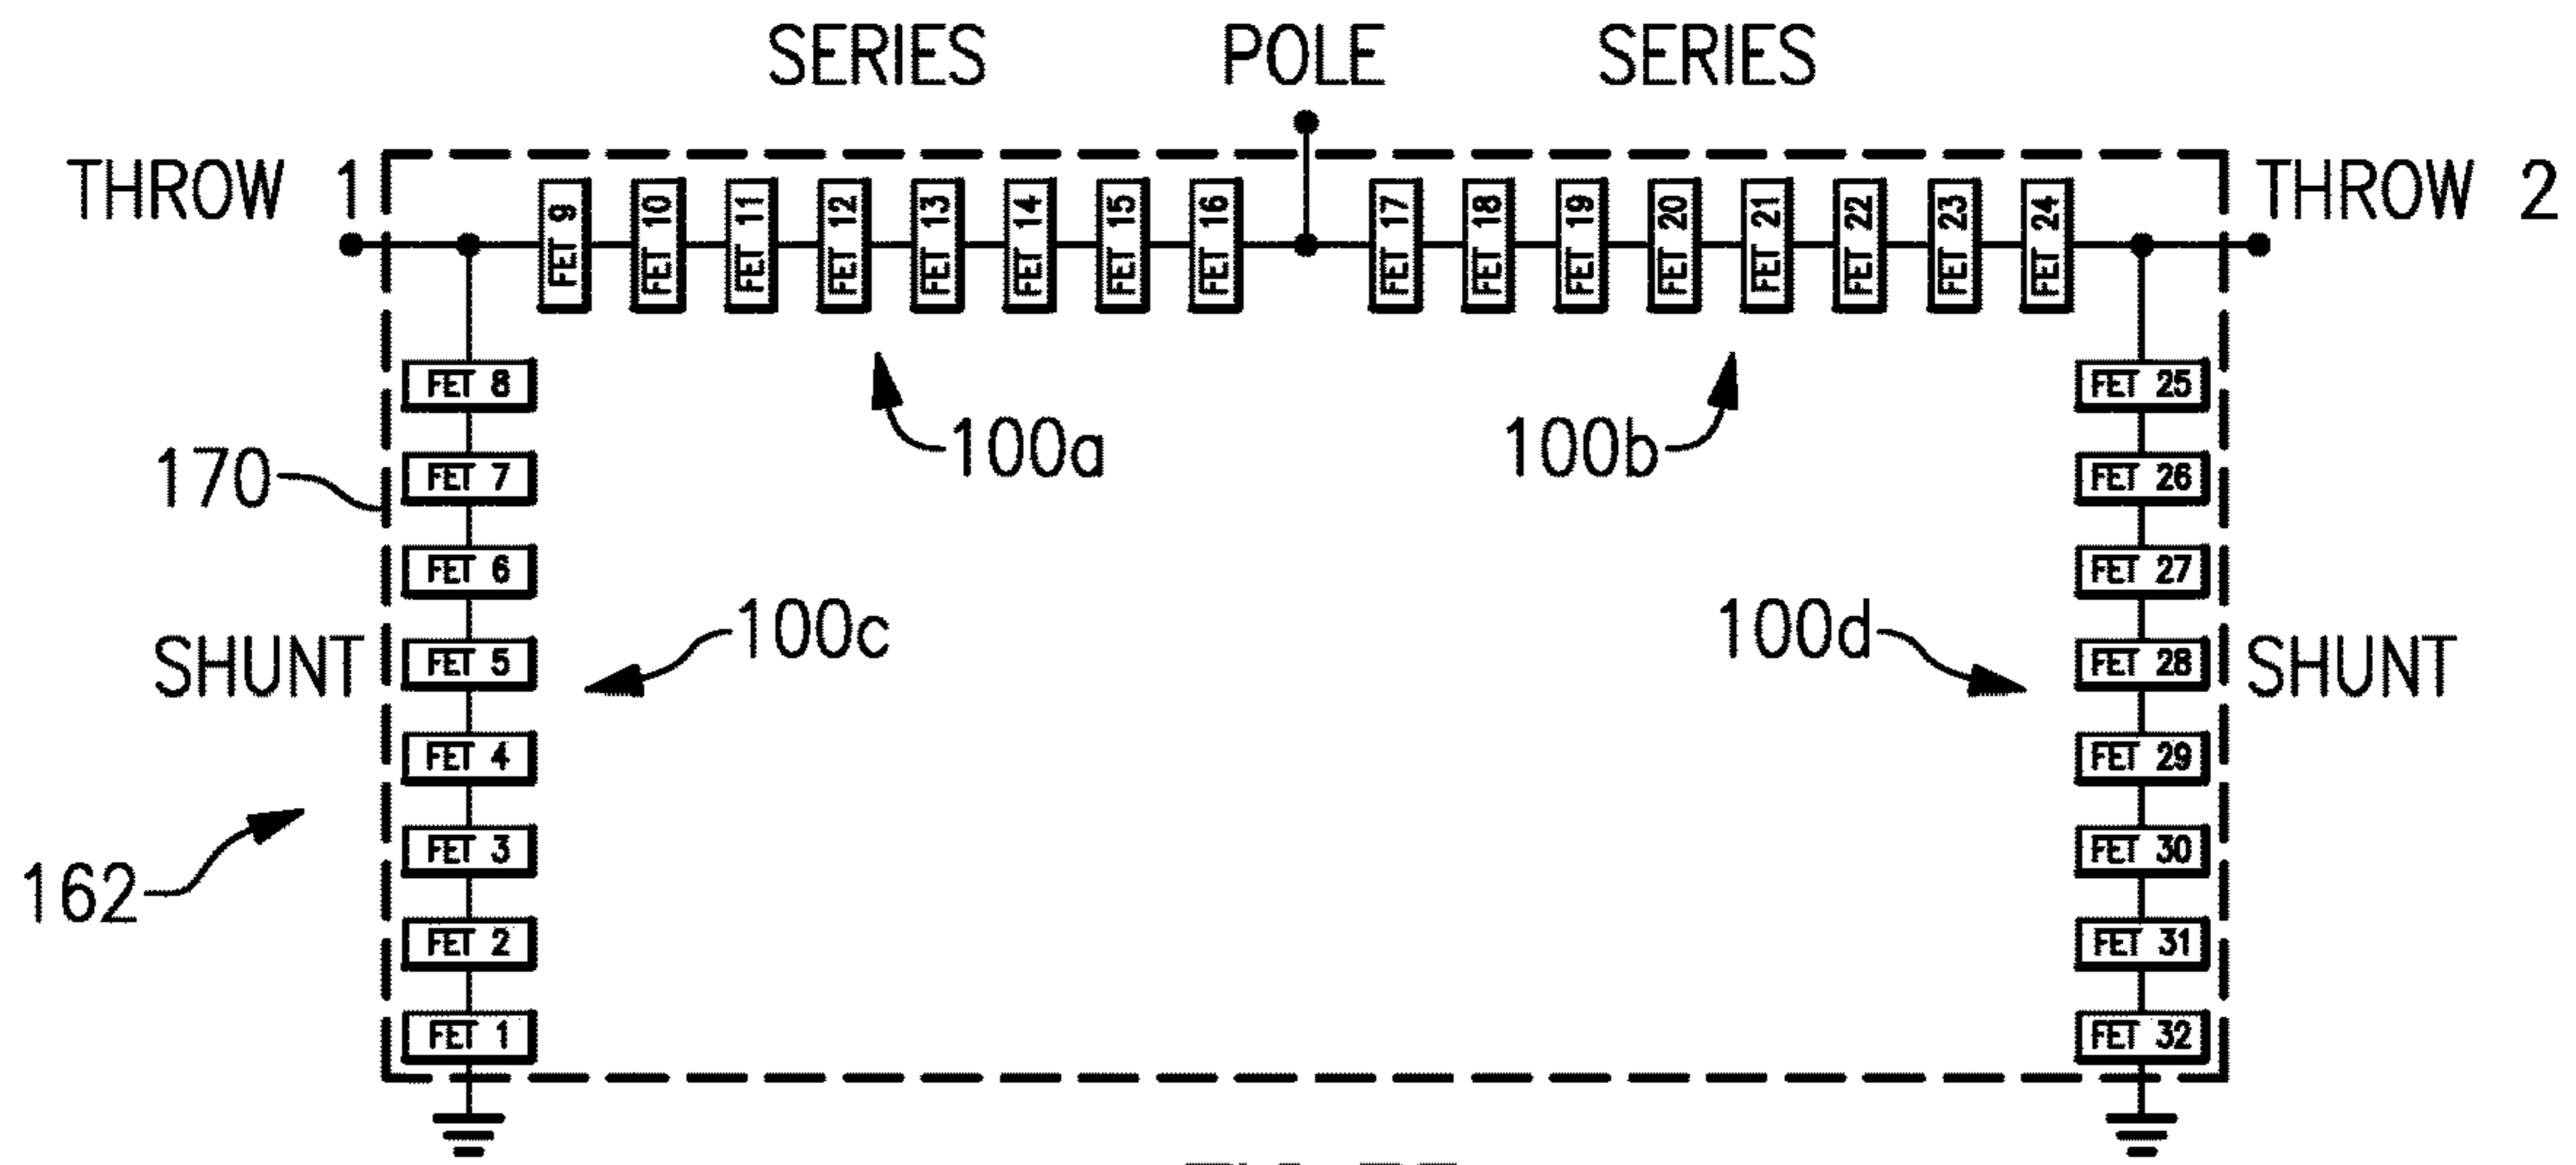 SERIES POLE SERIES
THROW 1 THROW 2
FET 9 FET 10 FET 11 FET 12 FET 13 FET 14 FET 15 FET 16 FET 17 FET 18 FET 19 FET 20 FET 21 FET 22 FET 23 FET 24
FET 8 FET 25
100a 100b
170 FET 7 FET 26
FET 6 FET 27
100c 100d
SHUNT FET 5 FET 28 SHUNT
FET 4 FET 29
FET 3 FET 30
162
FET 2 FET 31
FET 1 FET 32